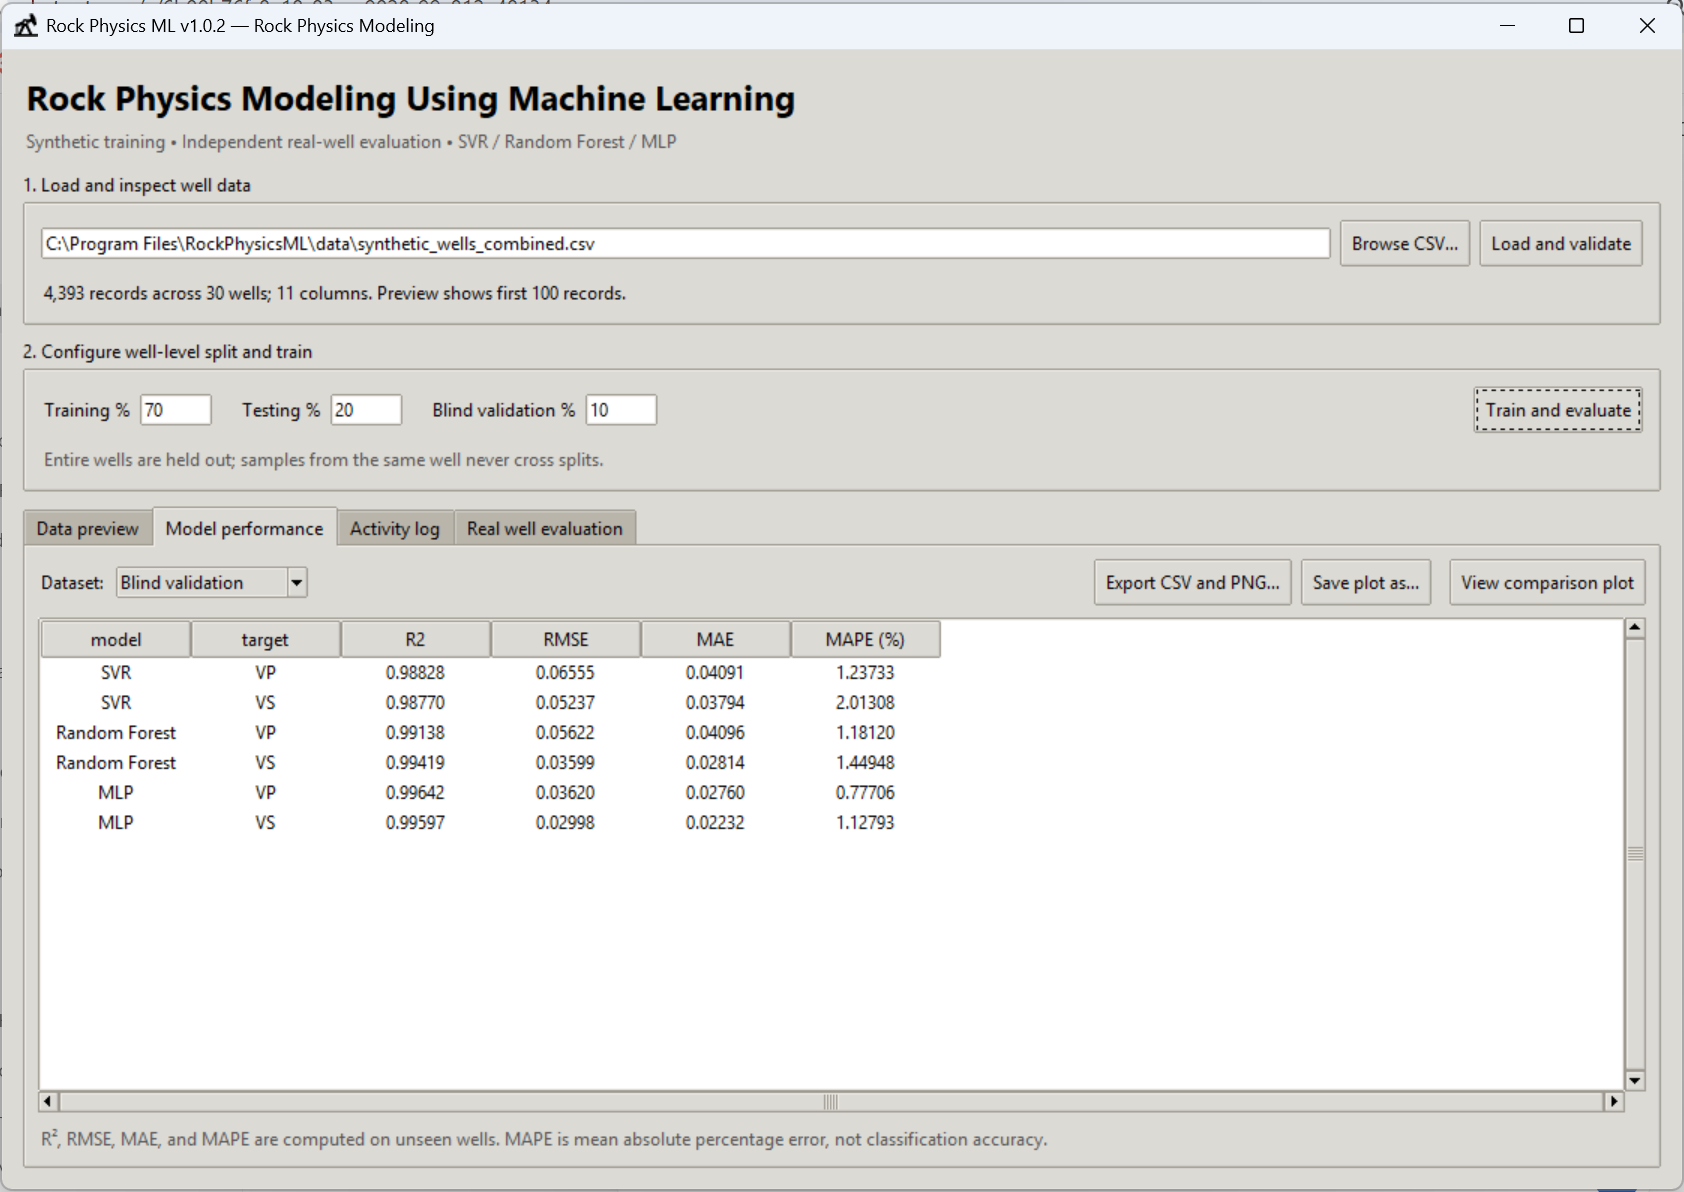 Rock Physics ML v1.0.2 — Rock Physics Modeling
Rock Physics Modeling Using Machine Learning
Synthetic training • Independent real-well evaluation • SVR / Random Forest / MLP
1. Load and inspect well data
C:\Program Files\RockPhysicsML\data\synthetic_wells_combined.csv Browse CSV... Load and validate
4,393 records across 30 wells; 11 columns. Preview shows first 100 records.
2. Configure well-level split and train
Training % 70 Testing % 20 Blind validation % 10 Train and evaluate
Entire wells are held out; samples from the same well never cross splits.
Data preview Model performance Activity log Real well evaluation
Dataset: Blind validation Export CSV and PNG... Save plot as... View comparison plot
model target R2 RMSE MAE MAPE (%)
SVR VP 0.98828 0.06555 0.04091 1.23733
SVR VS 0.98770 0.05237 0.03794 2.01308
Random Forest VP 0.99138 0.05622 0.04096 1.18120
Random Forest VS 0.99419 0.03599 0.02814 1.44948
MLP VP 0.99642 0.03620 0.02760 0.77706
MLP VS 0.99597 0.02998 0.02232 1.12793
R², RMSE, MAE, and MAPE are computed on unseen wells. MAPE is mean absolute percentage error, not classification accuracy.